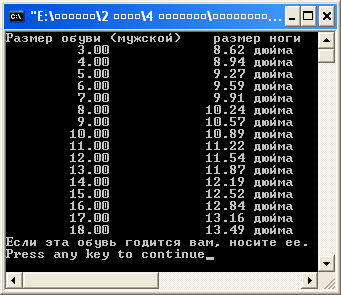 "E:\□□□□□□\2 □□□□\4 □□□□□□□\□□□□□□□□□...
Размер обуви (мужской) размер ноги
3.00 8.62 дюйма
4.00 8.94 дюйма
5.00 9.27 дюйма
6.00 9.59 дюйма
7.00 9.91 дюйма
8.00 10.24 дюйма
9.00 10.57 дюйма
10.00 10.89 дюйма
11.00 11.22 дюйма
12.00 11.54 дюйма
13.00 11.87 дюйма
14.00 12.19 дюйма
15.00 12.52 дюйма
16.00 12.84 дюйма
17.00 13.16 дюйма
18.00 13.49 дюйма
Если эта обувь годится вам, носите ее.
Press any key to continue_